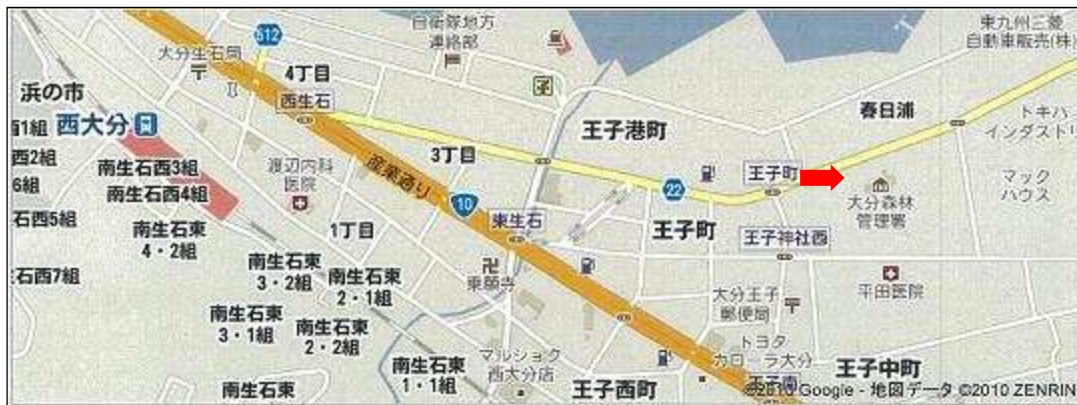 自衛隊地方
連絡部
東九州三菱
自動車販売(株)
612
大分生石局
4丁目
浜の市
西生石
春日浦
トキハ
インダストリ
西1組
西大分
王子港町
西2組
南生石西3組
渡辺内科
医院
3丁目
産業通り
王子町
マック
ハウス
6組
南生石西4組
22
大分森林
管理署
石西5組
10
東生石
王子町
王子神社西
南生石東
4・2組
1丁目
生石西7組
南生石東
3・2組
南生石東
2・1組
乗願寺
平田医院
大分王子
郵便局
南生石東
3・1組
南生石東
2・2組
トヨタ
カローラ大分
南生石東
1・1組
マルショク
西大分店
王子中町
南生石東
王子西町
王子南
©2010 Google - 地図データ ©2010 ZENRIN